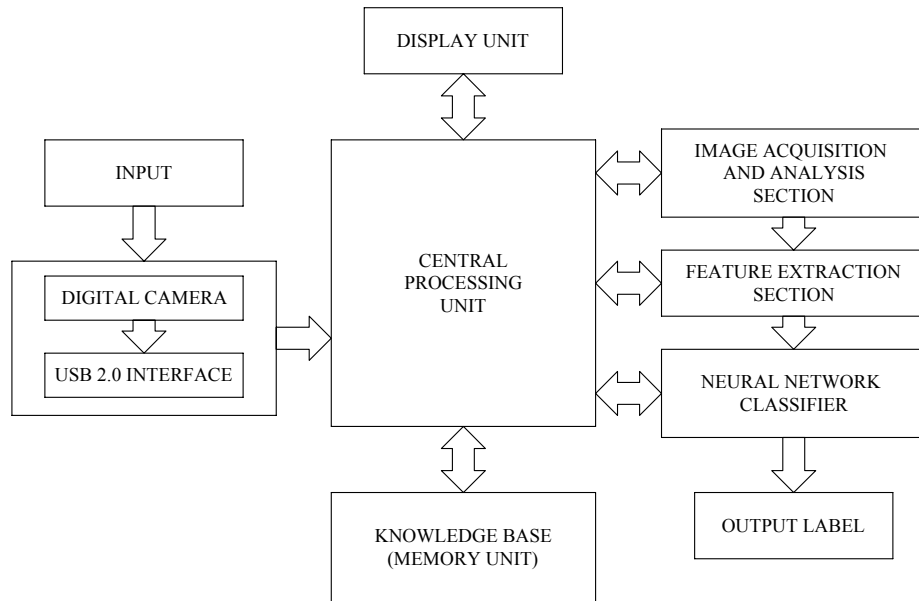 DISPLAY UNIT
INPUT
DIGITAL CAMERA
USB 2.0 INTERFACE
CENTRAL
PROCESSING
UNIT
KNOWLEDGE BASE
(MEMORY UNIT)
IMAGE ACQUISITION
AND ANALYSIS
SECTION
FEATURE EXTRACTION
SECTION
NEURAL NETWORK
CLASSIFIER
OUTPUT LABEL